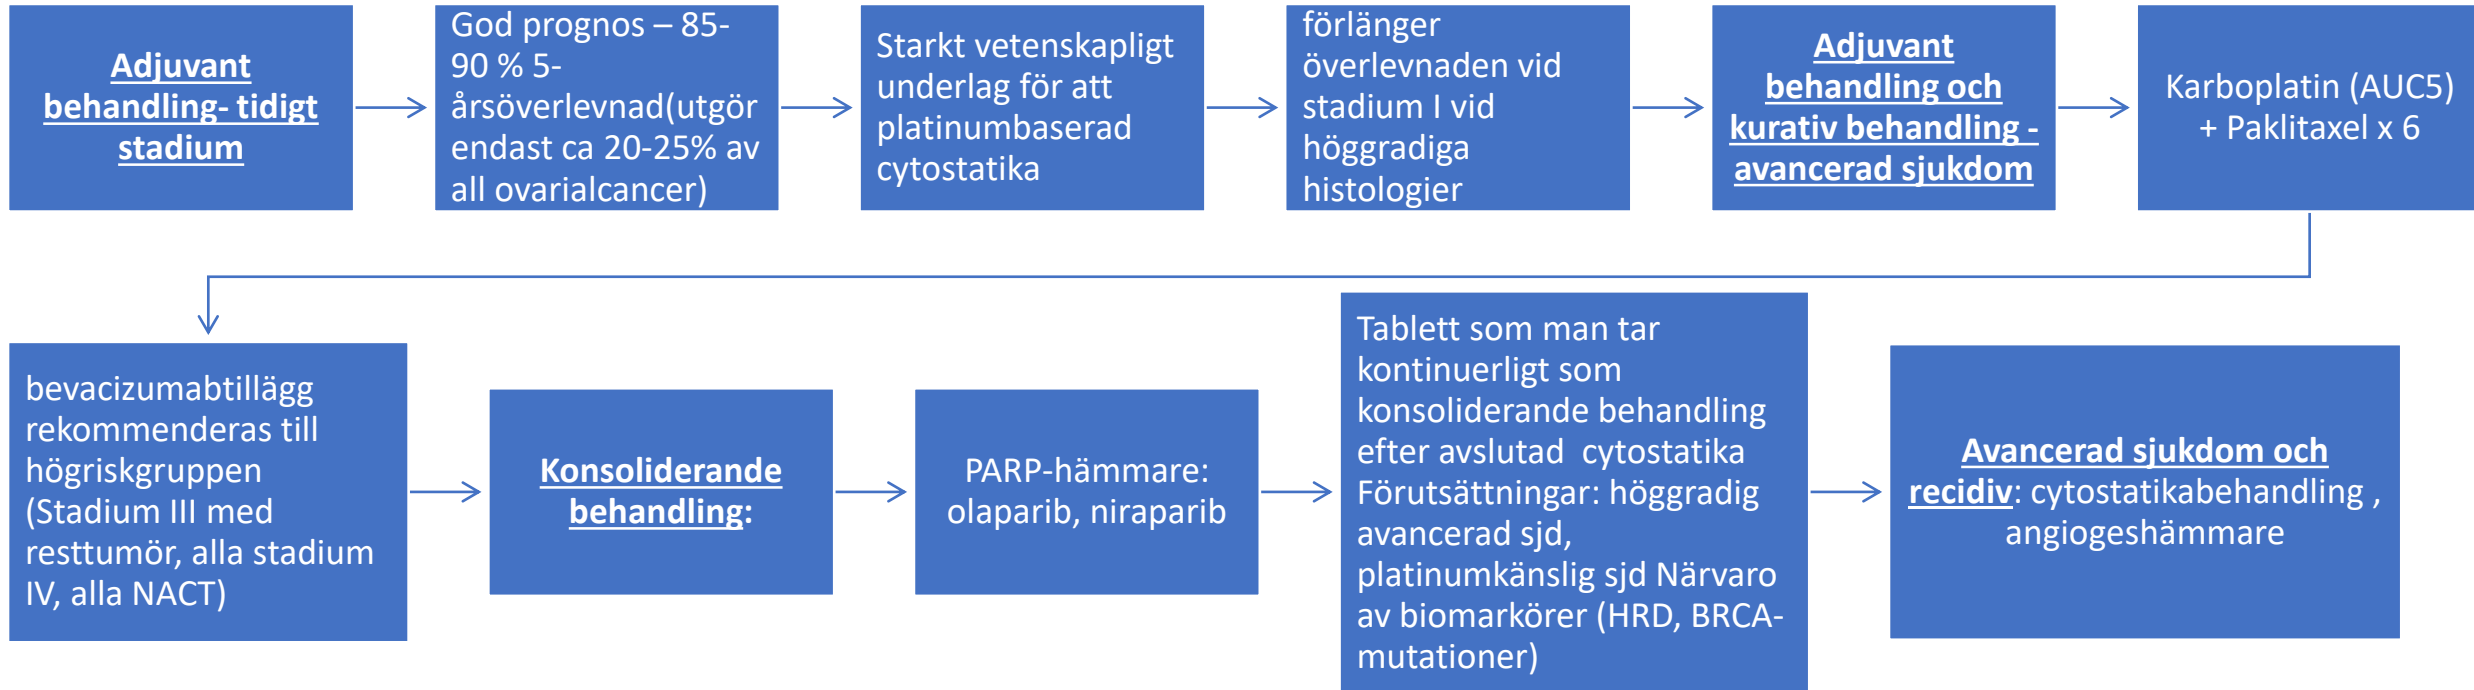 Adjuvant
behandling- tidigt
stadium
God prognos – 85-
90 % 5-
årsöverlevnad(utgör
endast ca 20-25% av
all ovarialcancer)
Starkt vetenskapligt
underlag för att
platinumbaserad
cytostatika
förlänger
överlevnaden vid
stadium I vid
höggradiga
histologier
Adjuvant
behandling och
kurativ behandling -
avancerad sjukdom
Karboplatin (AUC5)
+ Paklitaxel x 6
bevacizumabtillägg
rekommenderas till
högriskgruppen
(Stadium III med
resttumör, alla stadium
IV, alla NACT)
Konsoliderande
behandling:
PARP-hämmare:
olaparib, niraparib
Tablett som man tar
kontinuerligt som
konsoliderande behandling
efter avslutad  cytostatika
Förutsättningar: höggradig
avancerad sjd,
platinumkänslig sjd Närvaro
av biomarkörer (HRD, BRCA-
mutationer)
Avancerad sjukdom och
recidiv: cytostatikabehandling ,
angiogeshämmare